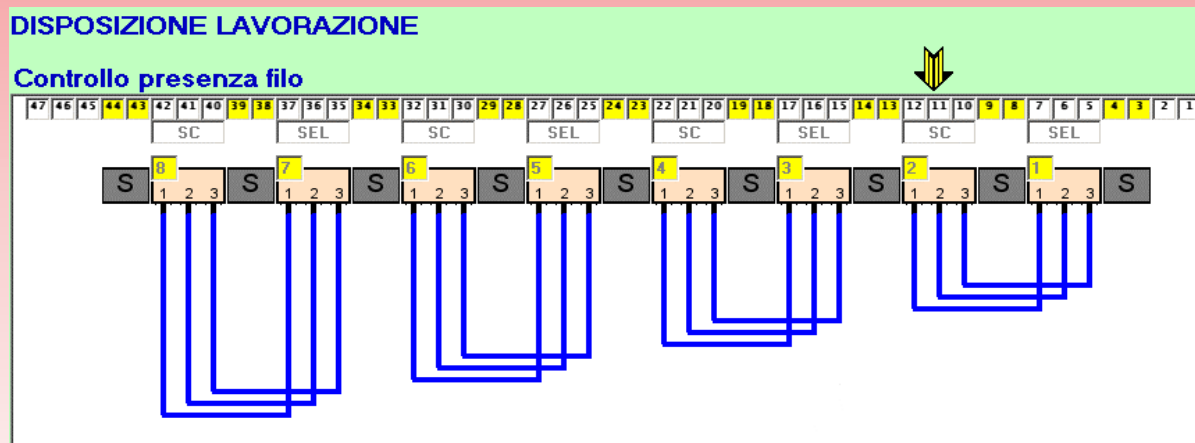 DISPOSIZIONE LAVORAZIONE
Controllo presenza filo
47 46 45 44 43 42 41 40 39 38 37 36 35 34 33 32 31 30 29 28 27 26 25 24 23 22 21 20 19 18 17 16 15 14 13 12 11 10 9 8 7 6 5 4 3 2 1
SC SEL SC SEL SC SEL SC SEL
8 7 6 5 4 3 2 1
S S S S S S S S S
1 2 3 1 2 3 1 2 3 1 2 3 1 2 3 1 2 3 1 2 3 1 2 3